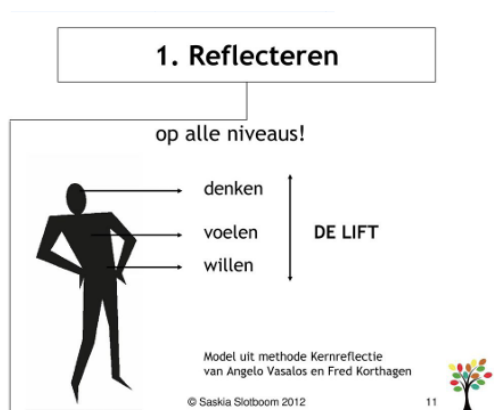 1. Reflecteren
op alle niveaus!
denken
voelen
DE LIFT
willen
Model uit methode Kernreflectie
van Angelo Vasalos en Fred Korthagen
© Saskia Slotboom 2012
11